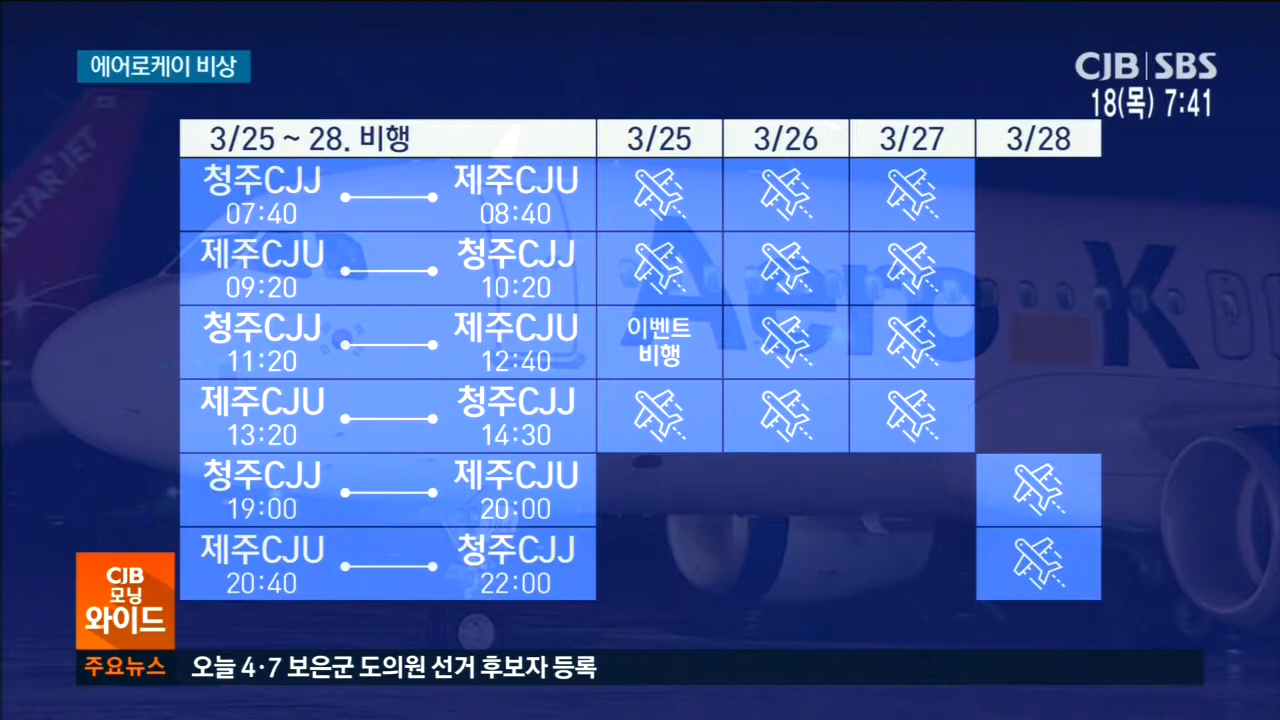 에어로케이 비상
CJB SBS
18(목) 7:41
3/25 ~ 28. 비행 3/25 3/26 3/27 3/28
청주CJJ 제주CJU
07:40 08:40
제주CJU 청주CJJ
09:20 10:20
청주CJJ 제주CJU
11:20 12:40
이벤트
비행
제주CJU 청주CJJ
13:20 14:30
청주CJJ 제주CJU
19:00 20:00
제주CJU 청주CJJ
20:40 22:00
Aero K
ASTAR JET
CJB
모닝
와이드
주요뉴스 오늘 4·7 보은군 도의원 선거 후보자 등록